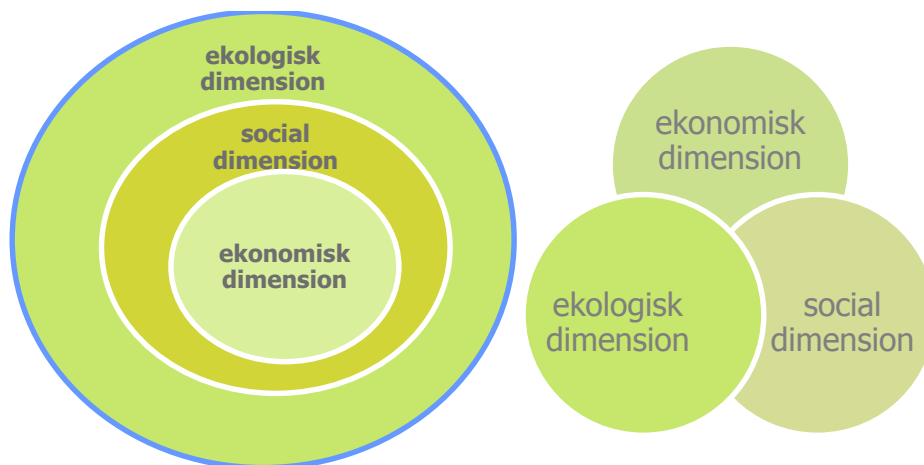 ekologisk
dimension
social
dimension
ekonomisk
dimension
ekonomisk
dimension
ekologisk
dimension
social
dimension